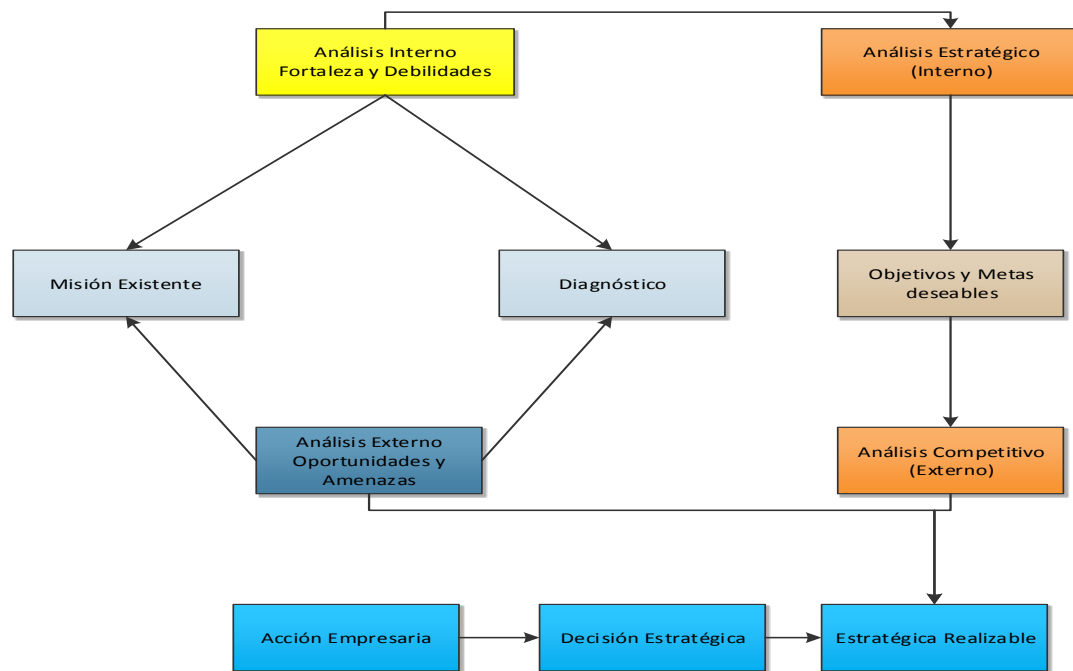 Análisis Interno
Fortaleza y Debilidades
Análisis Estratégico
(Interno)
Misión Existente
Diagnóstico
Objetivos y Metas
deseables
Análisis Externo
Oportunidades y
Amenazas
Análisis Competitivo
(Externo)
Acción Empresaria
Decisión Estratégica
Estratégica Realizable